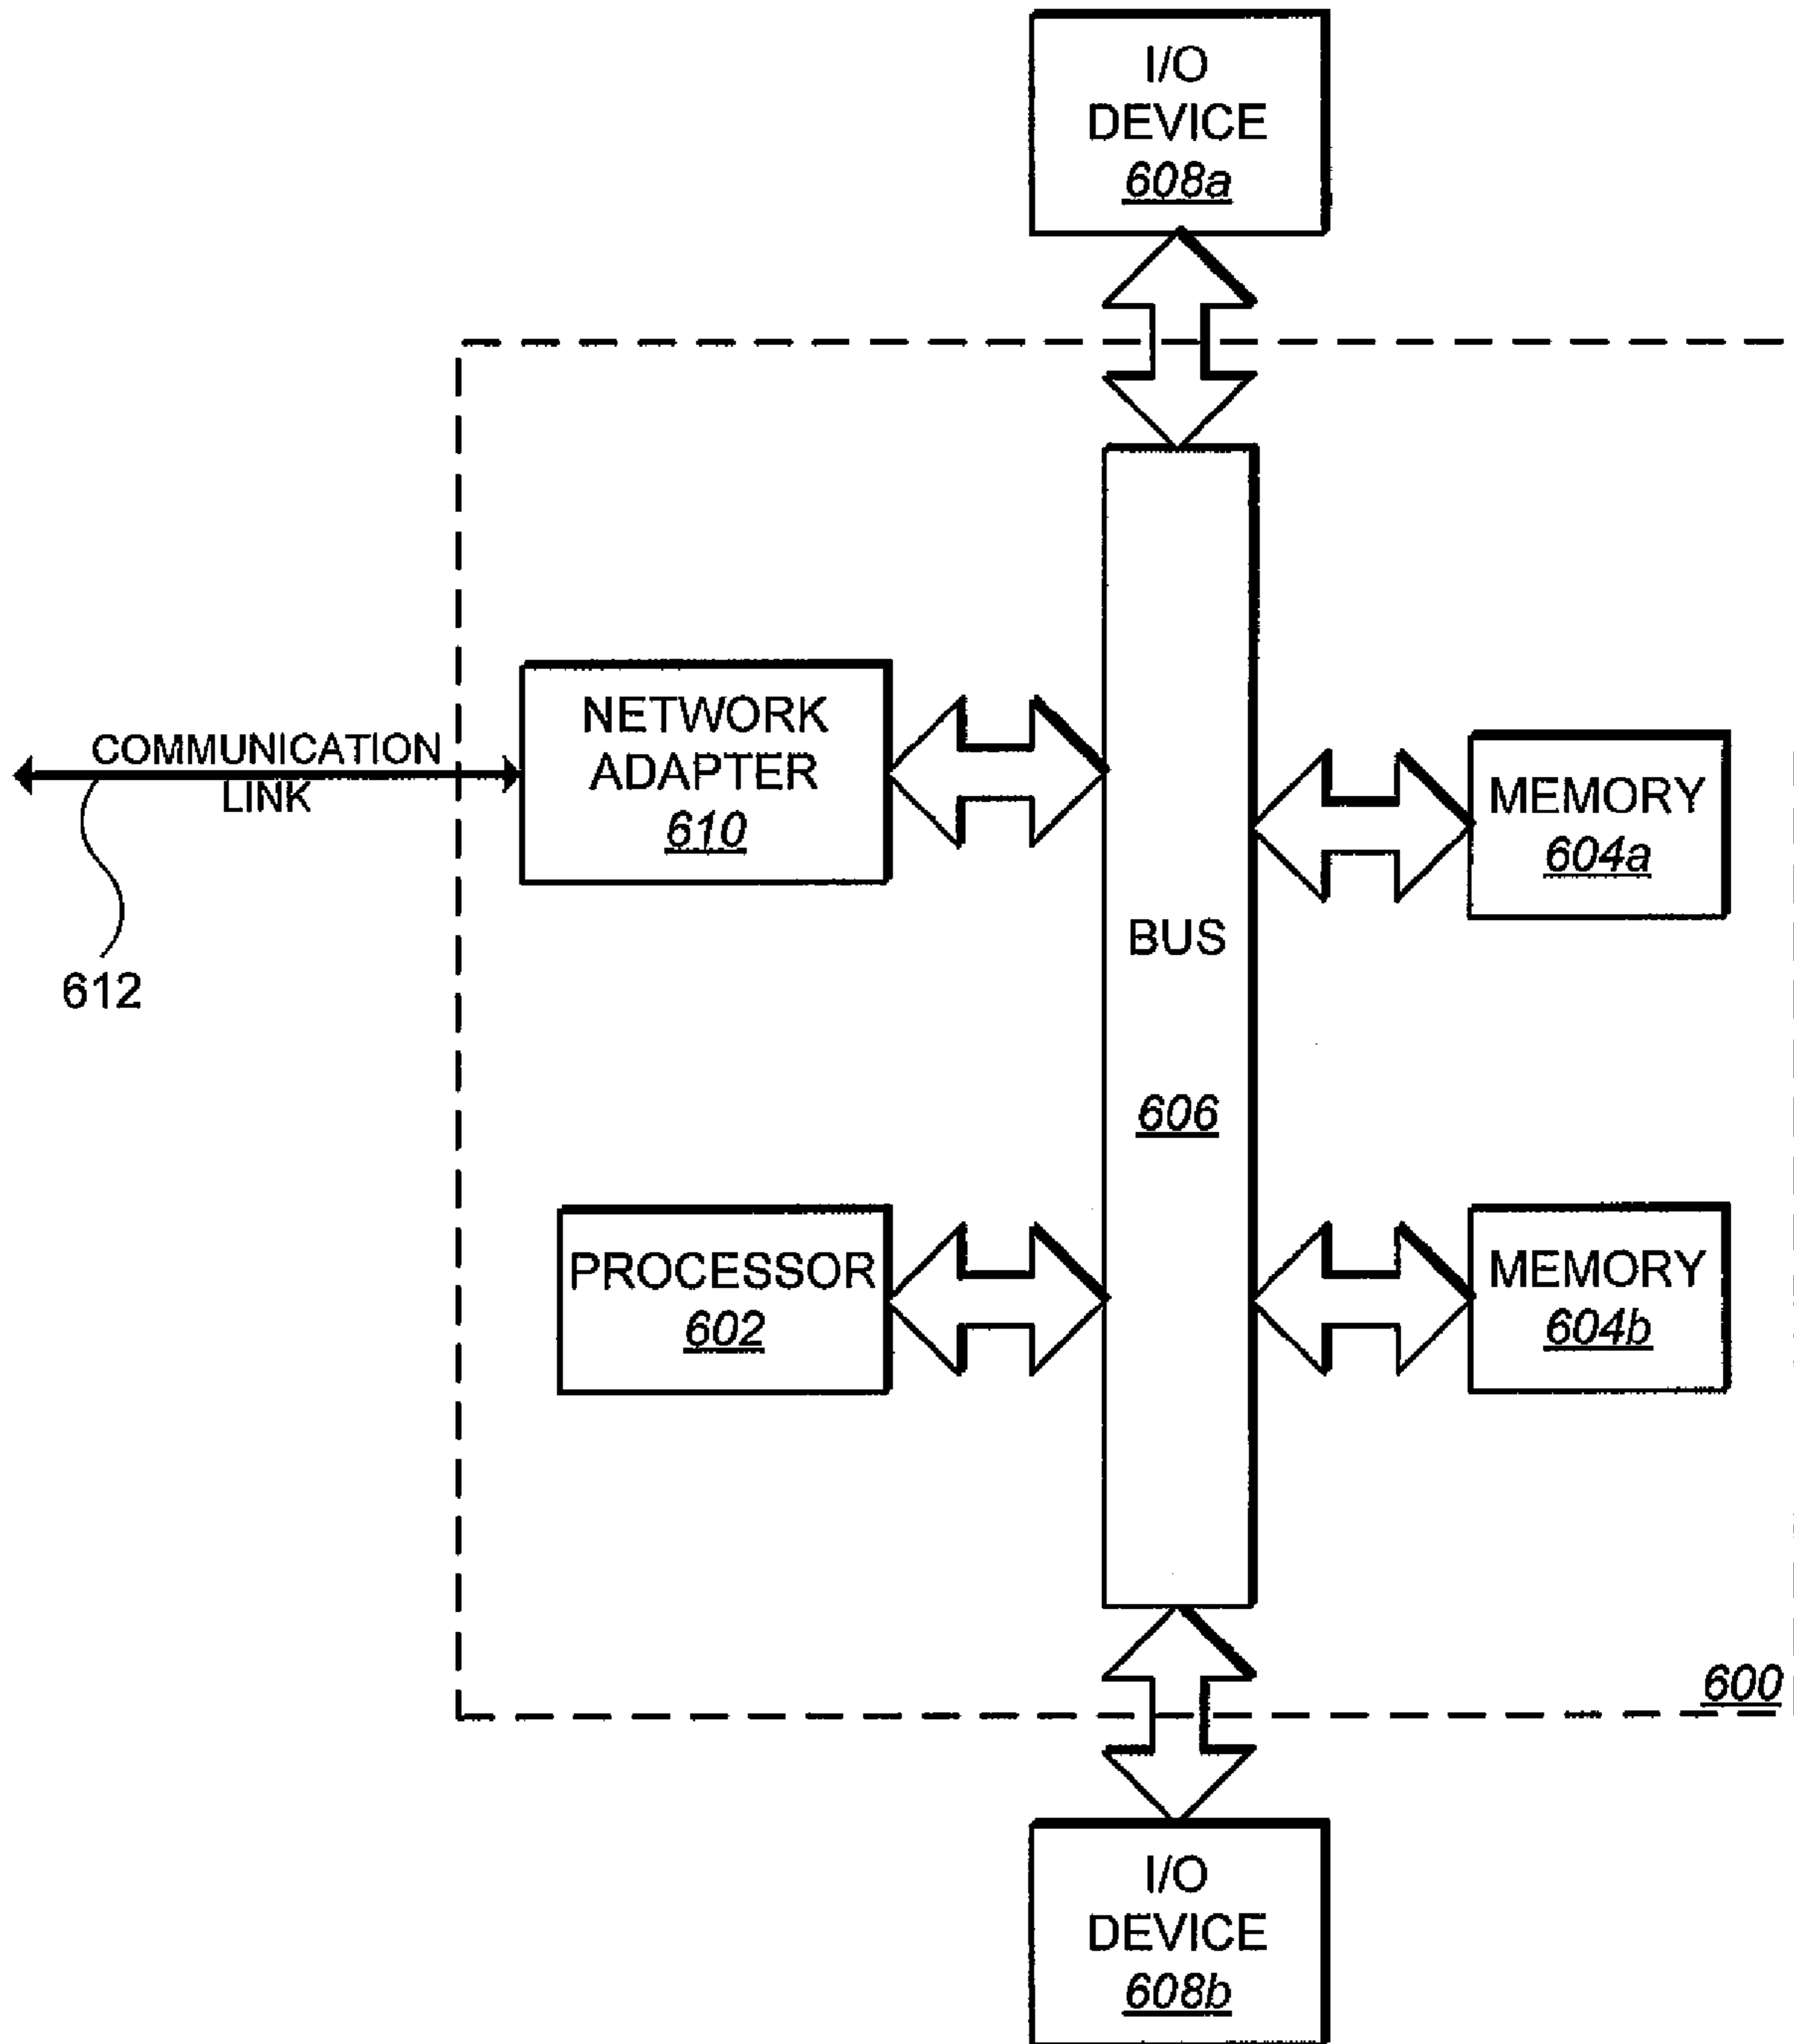 I/O
DEVICE
608a
NETWORK
ADAPTER
610
COMMUNICATION
LINK
612
MEMORY
604a
BUS
606
PROCESSOR
602
MEMORY
604b
600
I/O
DEVICE
608b